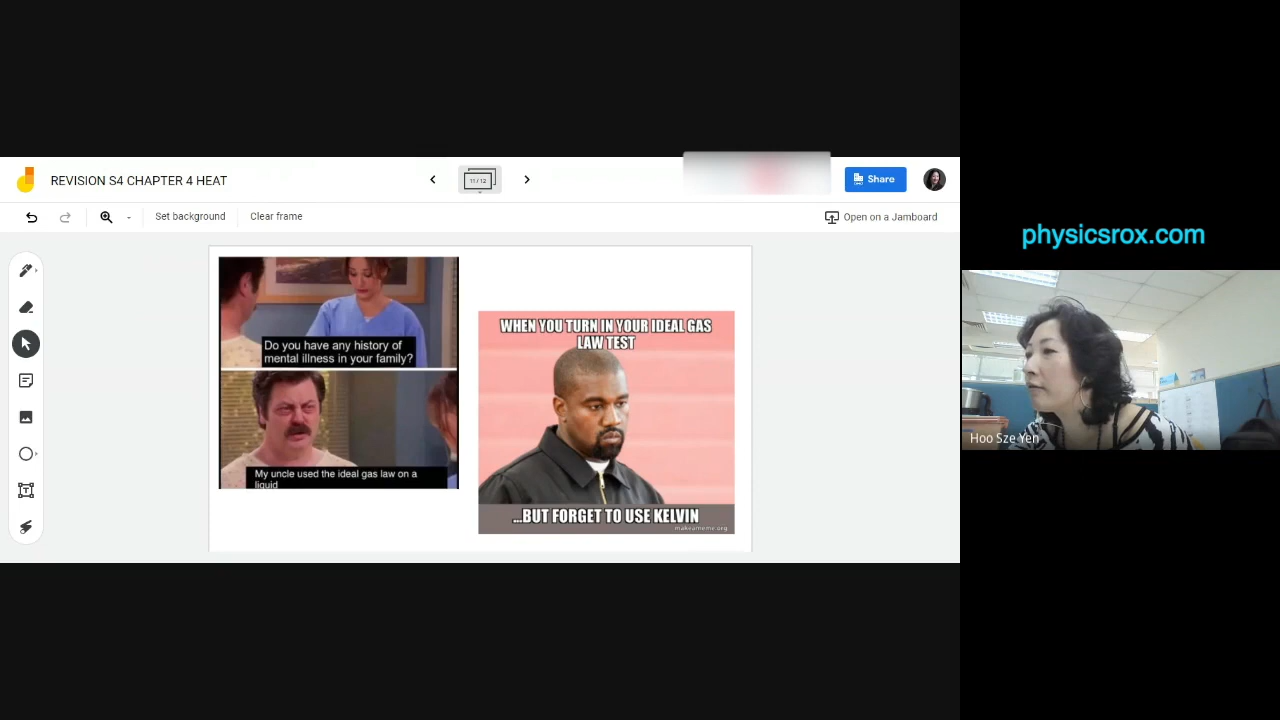 REVISION S4 CHAPTER 4 HEAT
11 / 12
Share
Set background
Clear frame
Open on a Jamboard
Do you have any history of
mental illness in your family?
My uncle used the ideal gas law on a
liquid
WHEN YOU TURN IN YOUR IDEAL GAS
LAW TEST
...BUT FORGET TO USE KELVIN
makeameme.org
physicsrox.com
Hoo Sze Yen